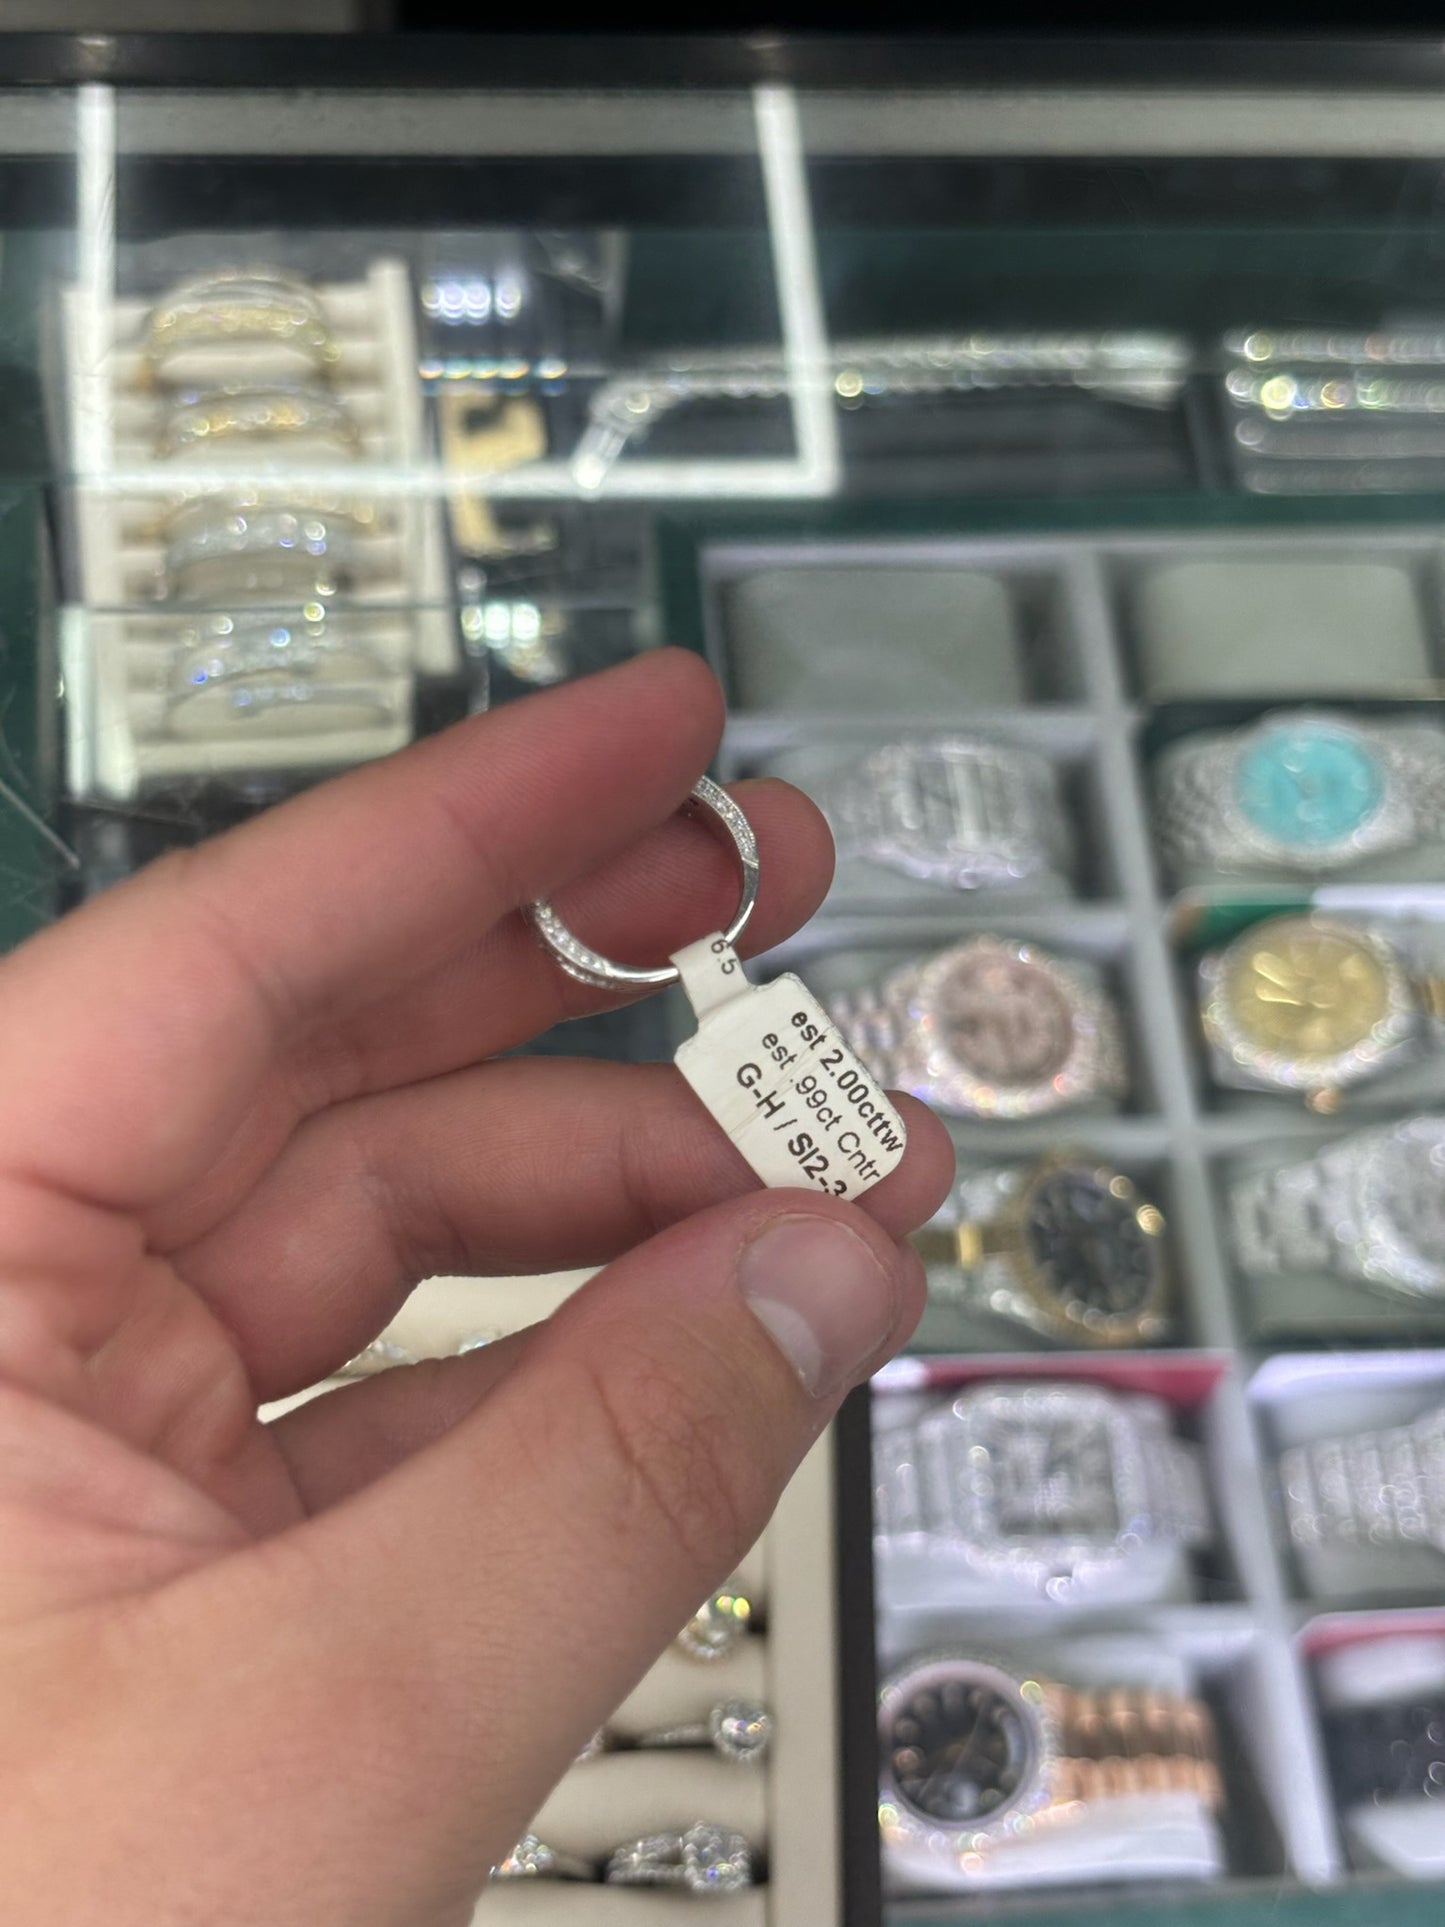 6.5
est 2.00cttw
est .99ct Cntr
G-H / SI2-3